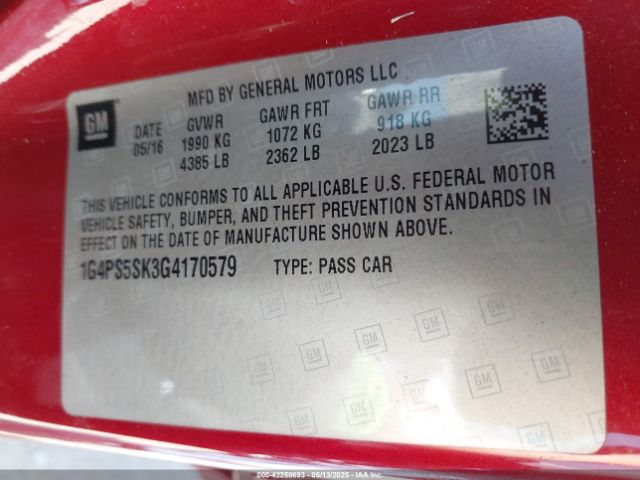 MFD BY GENERAL MOTORS LLC
GM
DATE GVWR GAWR FRT GAWR RR
05/16 1990 KG 1072 KG 918 KG
4385 LB 2362 LB 2023 LB
THIS VEHICLE CONFORMS TO ALL APPLICABLE U.S. FEDERAL MOTOR
VEHICLE SAFETY, BUMPER, AND THEFT PREVENTION STANDARDS IN
EFFECT ON THE DATE OF MANUFACTURE SHOWN ABOVE.
1G4PS5SK3G4170579 TYPE: PASS CAR
000-42258693 - 05/13/2025 - IAA Inc.